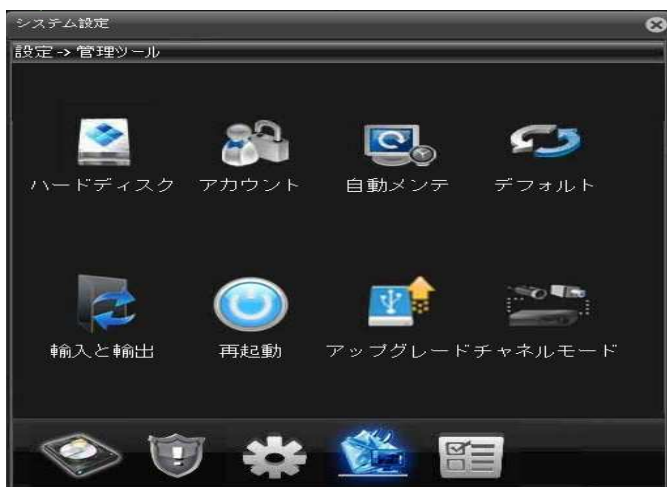 システム設定
設定->管理ツール
ハードディスク アカウント 自動メンテ デフォルト
輸入と輸出 再起動 アップグレード チャネルモード